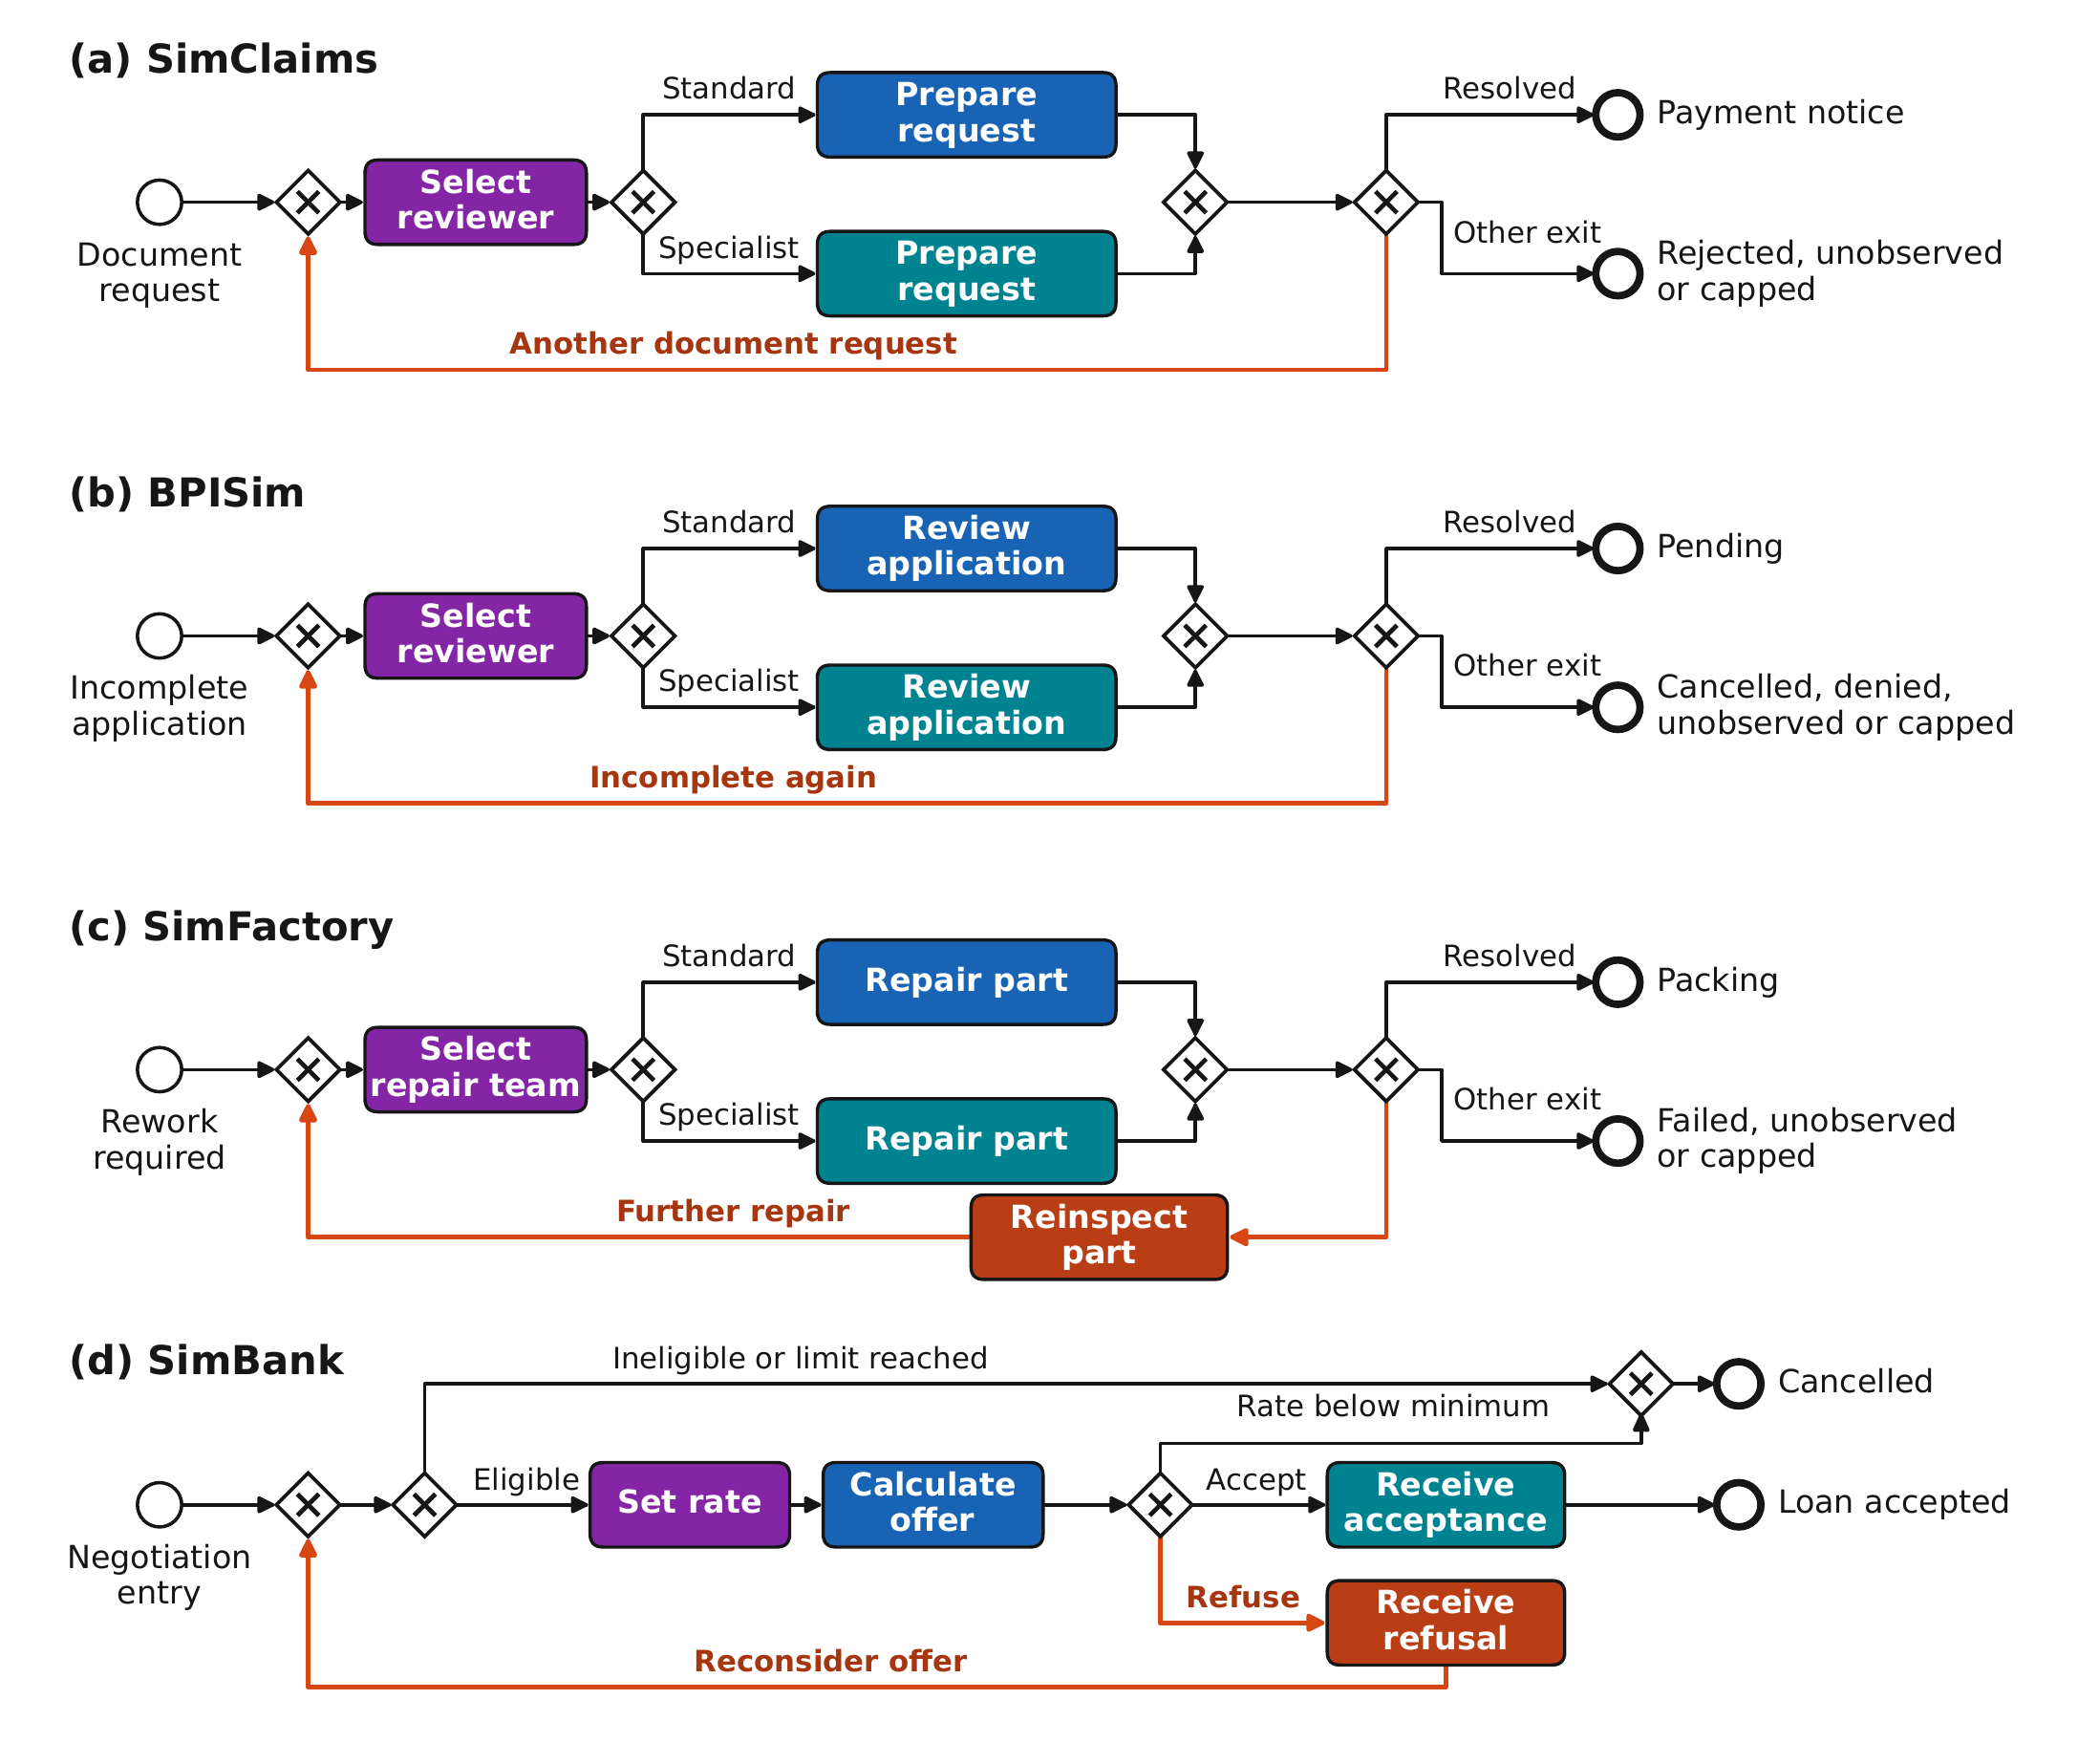 (a) SimClaims
Standard
Prepare
request
Resolved
Payment notice
Select
reviewer
Document
request
Specialist
Prepare
request
Other exit
Rejected, unobserved
or capped
Another document request
(b) BPISim
Standard
Review
application
Resolved
Pending
Select
reviewer
Incomplete
application
Specialist
Review
application
Other exit
Cancelled, denied,
unobserved or capped
Incomplete again
(c) SimFactory
Standard
Repair part
Resolved
Packing
Select
repair team
Rework
required
Specialist
Repair part
Other exit
Failed, unobserved
or capped
Further repair
Reinspect
part
(d) SimBank
Ineligible or limit reached
Cancelled
Rate below minimum
Negotiation
entry
Eligible
Set rate
Calculate
offer
Accept
Receive
acceptance
Loan accepted
Refuse
Receive
refusal
Reconsider offer